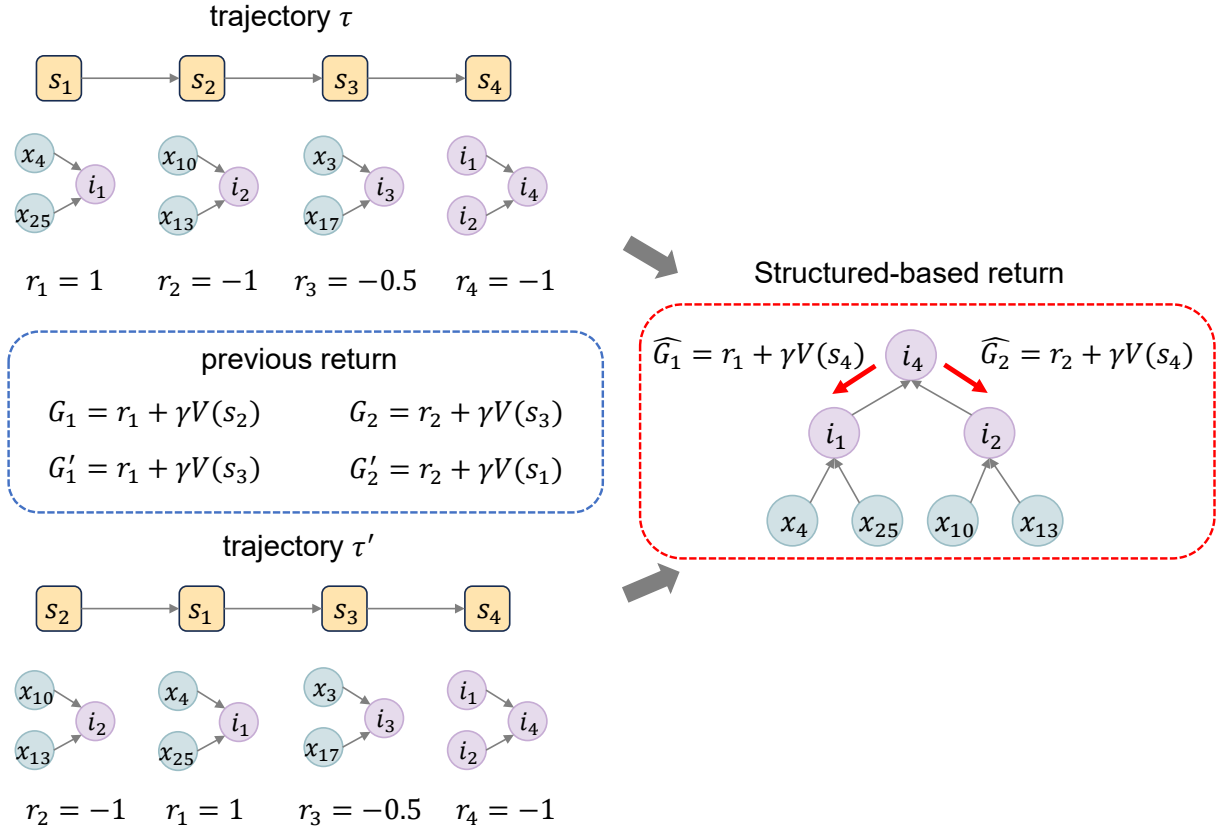 trajectory τ
s₁ s₂ s₃ s₄
x₄ x₁₀ x₃ i₁
i₁ i₂ i₃ i₄
x₂₅ x₁₃ x₁₇ i₂
r₁ = 1 r₂ = −1 r₃ = −0.5 r₄ = −1
previous return
G₁ = r₁ + γV(s₂) G₂ = r₂ + γV(s₃)
G₁′ = r₁ + γV(s₃) G₂′ = r₂ + γV(s₁)
trajectory τ′
s₂ s₁ s₃ s₄
x₁₀ x₄ x₃ i₁
i₂ i₁ i₃ i₄
x₁₃ x₂₅ x₁₇ i₂
r₂ = −1 r₁ = 1 r₃ = −0.5 r₄ = −1
Structured-based return
Ĝ₁ = r₁ + γV(s₄) i₄ Ĝ₂ = r₂ + γV(s₄)
i₁ i₂
x₄ x₂₅ x₁₀ x₁₃